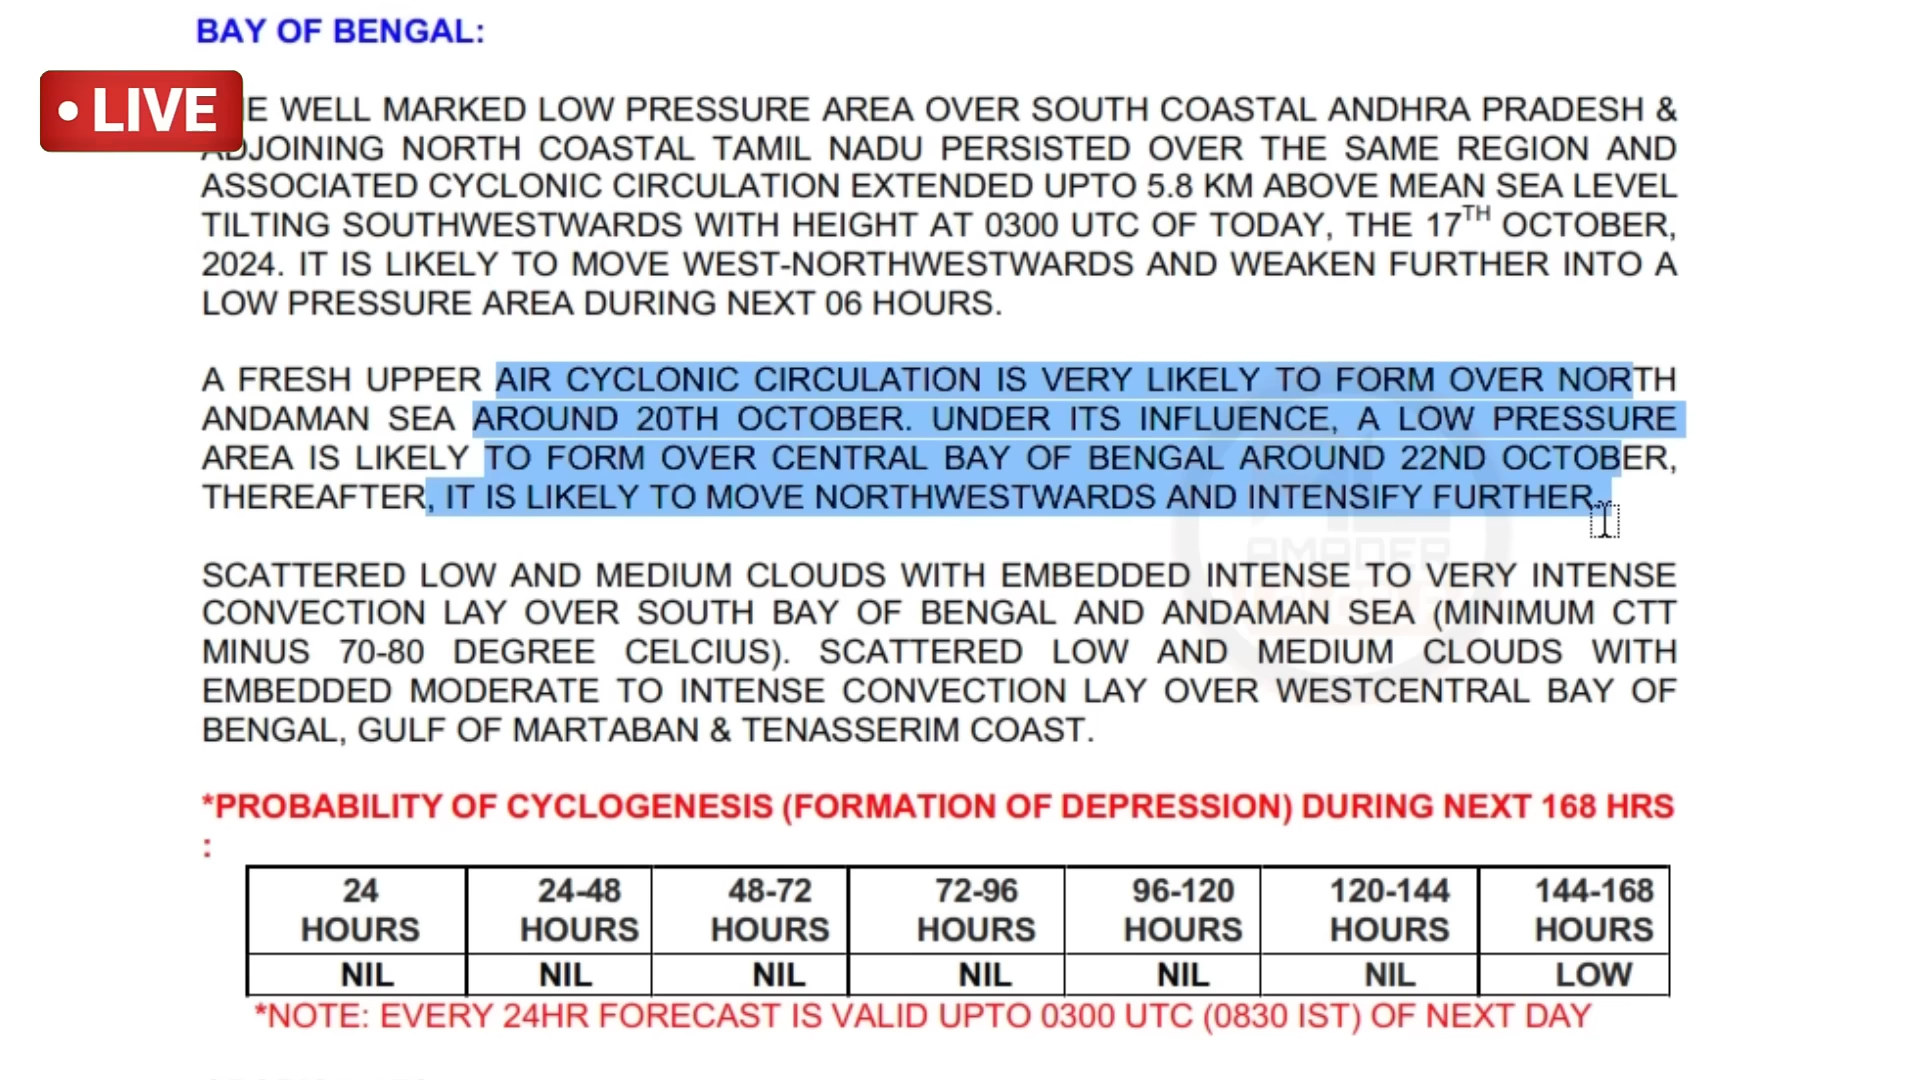 BAY OF BENGAL:
• LIVE
E WELL MARKED LOW PRESSURE AREA OVER SOUTH COASTAL ANDHRA PRADESH &
ADJOINING NORTH COASTAL TAMIL NADU PERSISTED OVER THE SAME REGION AND
ASSOCIATED CYCLONIC CIRCULATION EXTENDED UPTO 5.8 KM ABOVE MEAN SEA LEVEL
TILTING SOUTHWESTWARDS WITH HEIGHT AT 0300 UTC OF TODAY, THE 17TH OCTOBER,
2024. IT IS LIKELY TO MOVE WEST-NORTHWESTWARDS AND WEAKEN FURTHER INTO A
LOW PRESSURE AREA DURING NEXT 06 HOURS.
A FRESH UPPER AIR CYCLONIC CIRCULATION IS VERY LIKELY TO FORM OVER NORTH
ANDAMAN SEA AROUND 20TH OCTOBER. UNDER ITS INFLUENCE, A LOW PRESSURE
AREA IS LIKELY TO FORM OVER CENTRAL BAY OF BENGAL AROUND 22ND OCTOBER,
THEREAFTER, IT IS LIKELY TO MOVE NORTHWESTWARDS AND INTENSIFY FURTHER.
AMADER
SCATTERED LOW AND MEDIUM CLOUDS WITH EMBEDDED INTENSE TO VERY INTENSE
CONVECTION LAY OVER SOUTH BAY OF BENGAL AND ANDAMAN SEA (MINIMUM CTT
MINUS 70-80 DEGREE CELCIUS). SCATTERED LOW AND MEDIUM CLOUDS WITH
EMBEDDED MODERATE TO INTENSE CONVECTION LAY OVER WESTCENTRAL BAY OF
BENGAL, GULF OF MARTABAN & TENASSERIM COAST.
*PROBABILITY OF CYCLOGENESIS (FORMATION OF DEPRESSION) DURING NEXT 168 HRS
:
24 24-48 48-72 72-96 96-120 120-144 144-168
HOURS HOURS HOURS HOURS HOURS HOURS HOURS
NIL NIL NIL NIL NIL NIL LOW
*NOTE: EVERY 24HR FORECAST IS VALID UPTO 0300 UTC (0830 IST) OF NEXT DAY